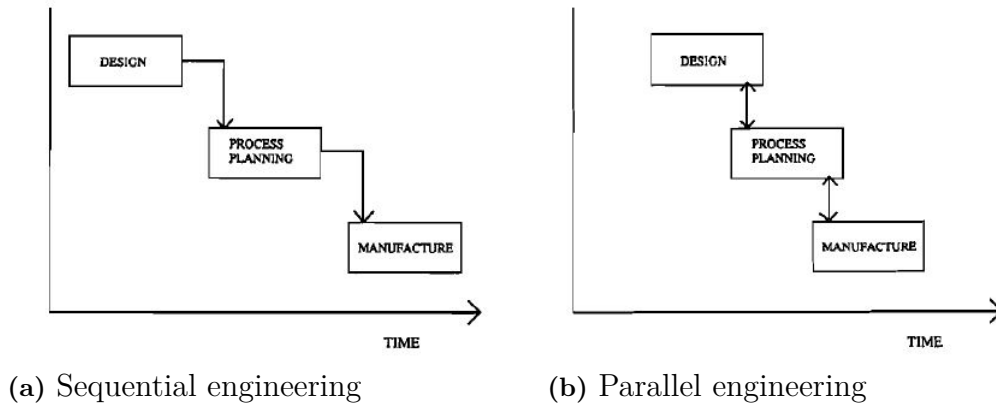 DESIGN
PROCESS
PLANNING
MANUFACTURE
TIME
(a) Sequential engineering
DESIGN
PROCESS
PLANNING
MANUFACTURE
TIME
(b) Parallel engineering